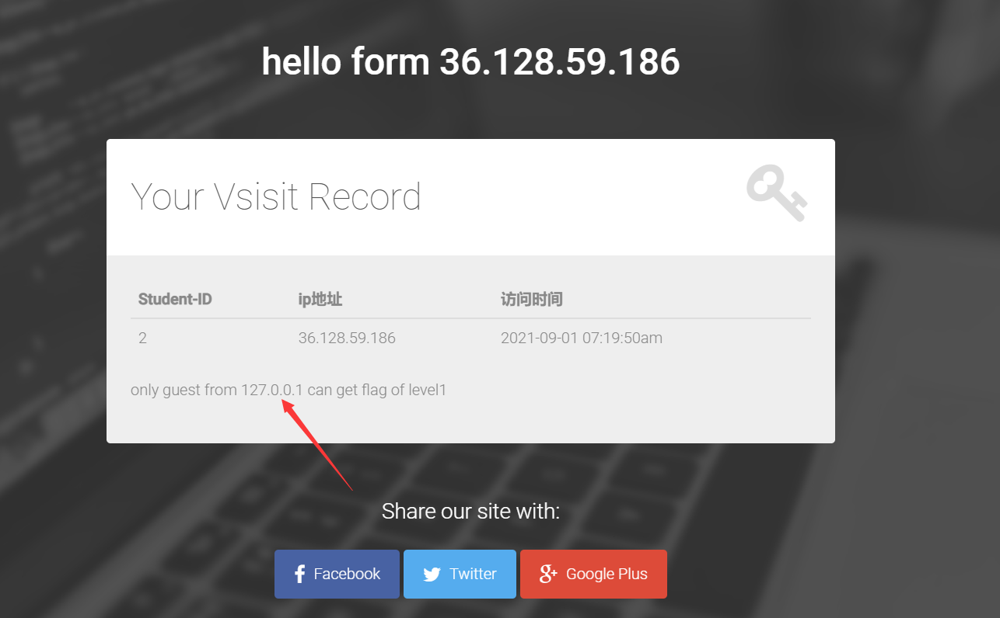 hello form 36.128.59.186
Your Vsisit Record
Student-ID ip地址 访问时间
2 36.128.59.186 2021-09-01 07:19:50am
only guest from 127.0.0.1 can get flag of level1
Share our site with:
Facebook Twitter Google Plus